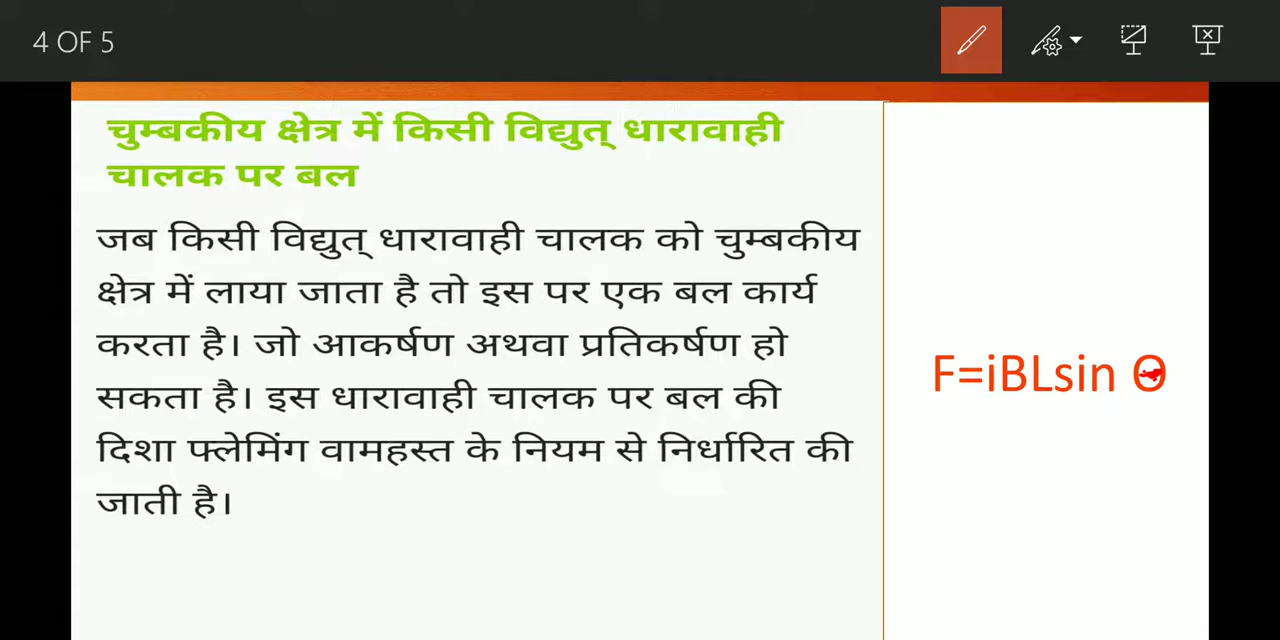 4 OF 5
चुम्बकीय क्षेत्र में किसी विद्युत् धारावाही
चालक पर बल
जब किसी विद्युत् धारावाही चालक को चुम्बकीय
क्षेत्र में लाया जाता है तो इस पर एक बल कार्य
करता है। जो आकर्षण अथवा प्रतिकर्षण हो
सकता है। इस धारावाही चालक पर बल की
दिशा फ्लेमिंग वामहस्त के नियम से निर्धारित की
जाती है।
F=iBLsin Θ